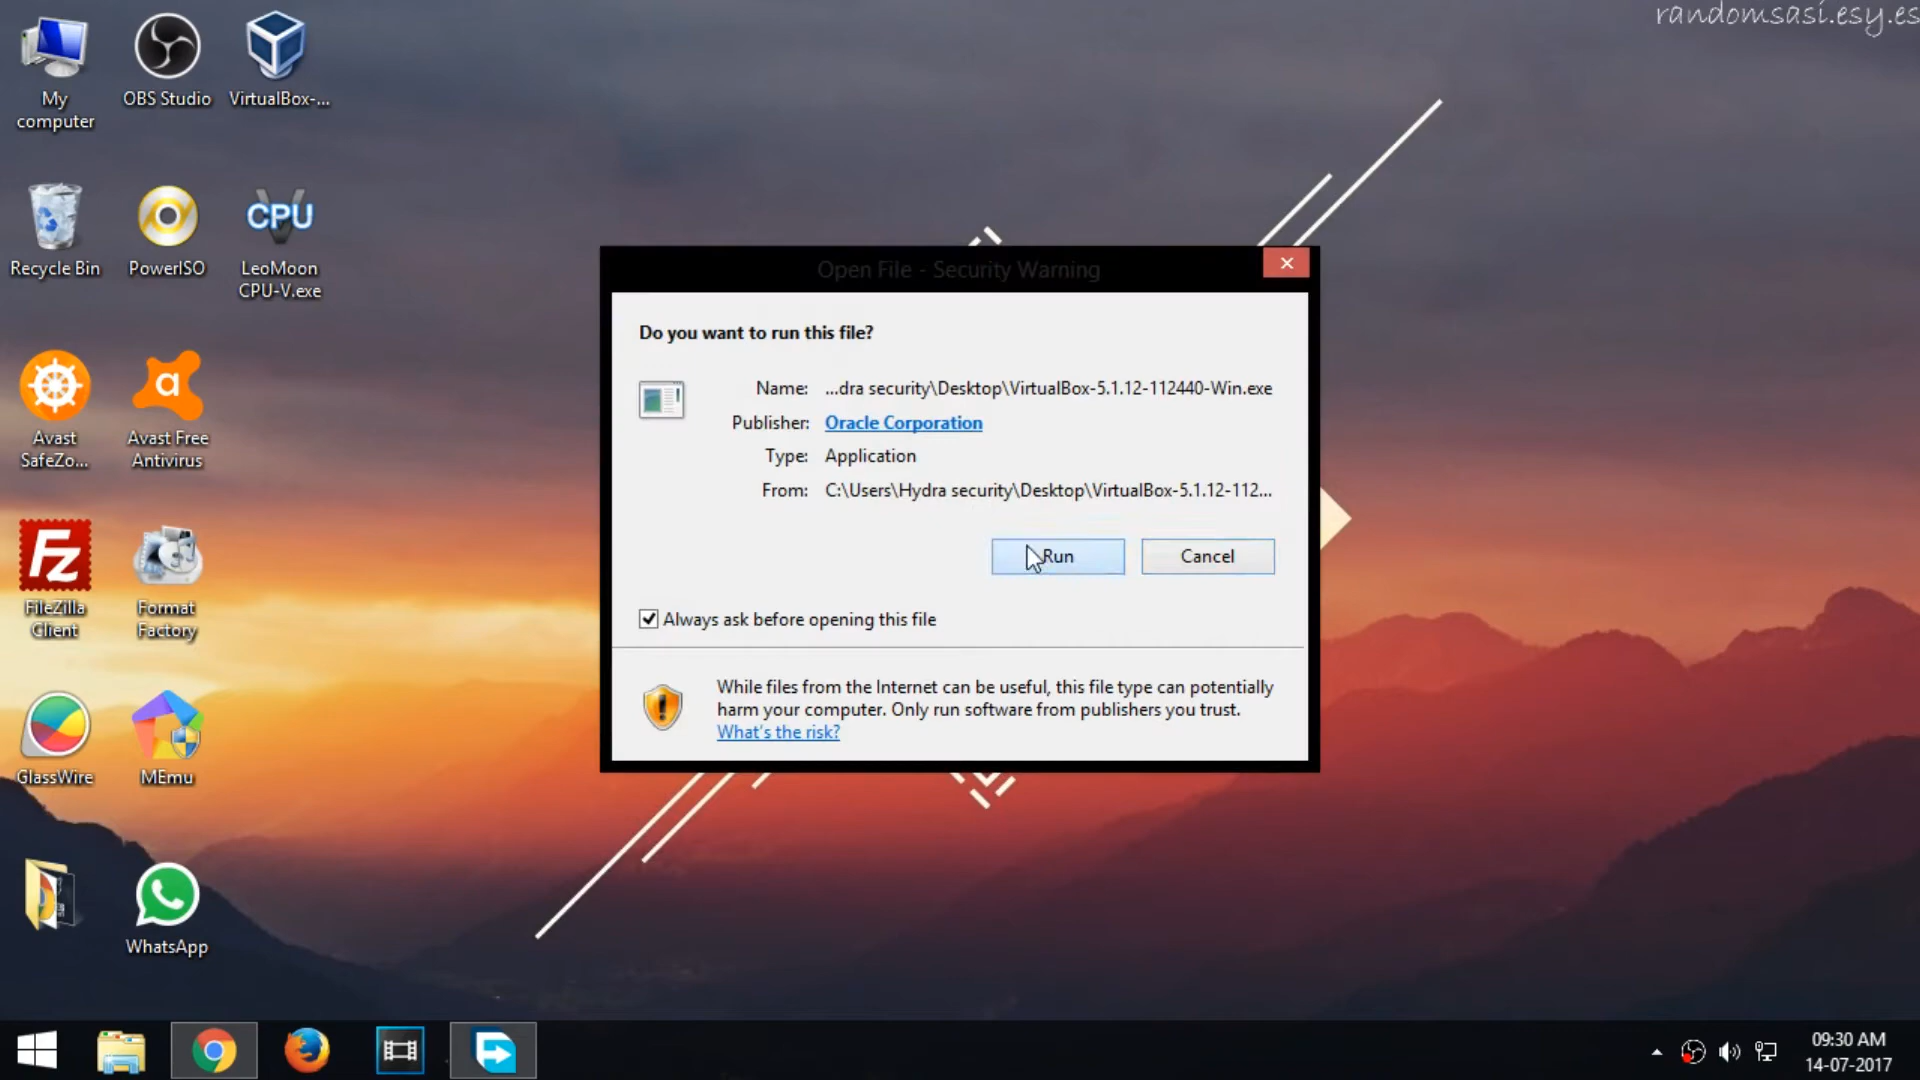 randomsasi.esy.es
My
computer
OBS Studio
VirtualBox-...
Recycle Bin
PowerISO
CPU
LeoMoon
CPU-V.exe
Avast
SafeZo...
Avast Free
Antivirus
FileZilla
Client
Format
Factory
GlassWire
MEmu
WhatsApp
Open File - Security Warning
Do you want to run this file?
Name: ...dra security\Desktop\VirtualBox-5.1.12-112440-Win.exe
Publisher: Oracle Corporation
Type: Application
From: C:\Users\Hydra security\Desktop\VirtualBox-5.1.12-112...
Run
Cancel
Always ask before opening this file
While files from the Internet can be useful, this file type can potentially
harm your computer. Only run software from publishers you trust.
What's the risk?
09:30 AM
14-07-2017